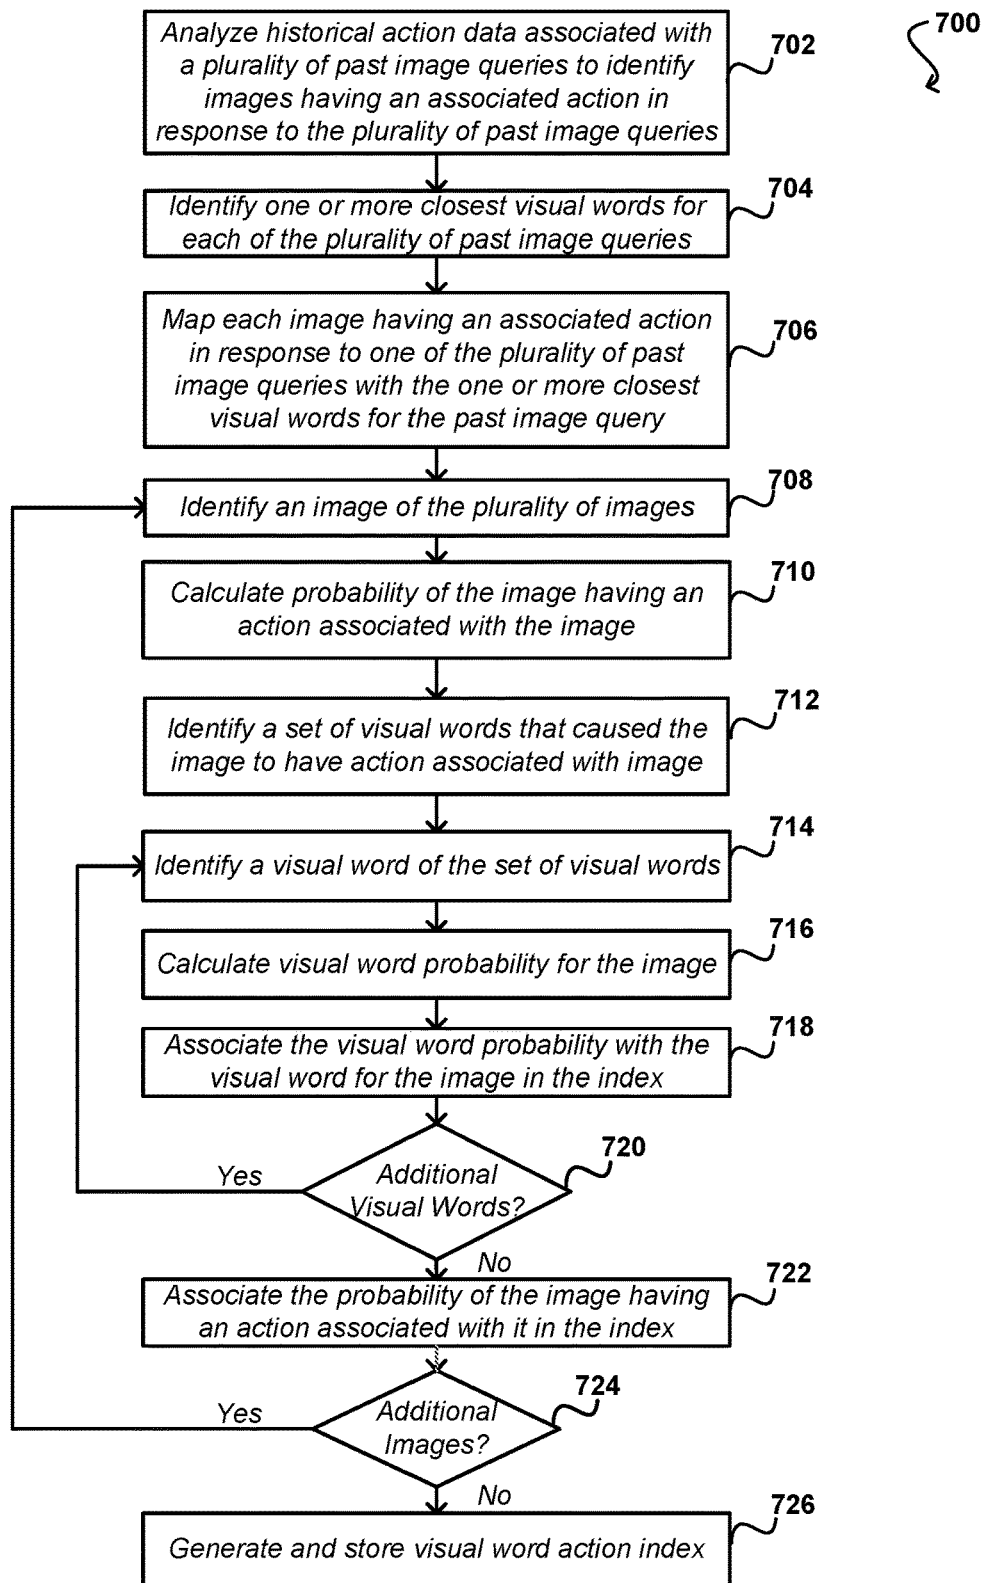 700
Analyze historical action data associated with
a plurality of past image queries to identify
images having an associated action in
response to the plurality of past image queries
702
Identify one or more closest visual words for
each of the plurality of past image queries
704
Map each image having an associated action
in response to one of the plurality of past
image queries with the one or more closest
visual words for the past image query
706
Identify an image of the plurality of images
708
Calculate probability of the image having an
action associated with the image
710
Identify a set of visual words that caused the
image to have action associated with image
712
Identify a visual word of the set of visual words
714
Calculate visual word probability for the image
716
Associate the visual word probability with the
visual word for the image in the index
718
Additional
Visual Words?
720
Yes
No
Associate the probability of the image having
an action associated with it in the index
722
Additional
Images?
724
Yes
No
Generate and store visual word action index
726